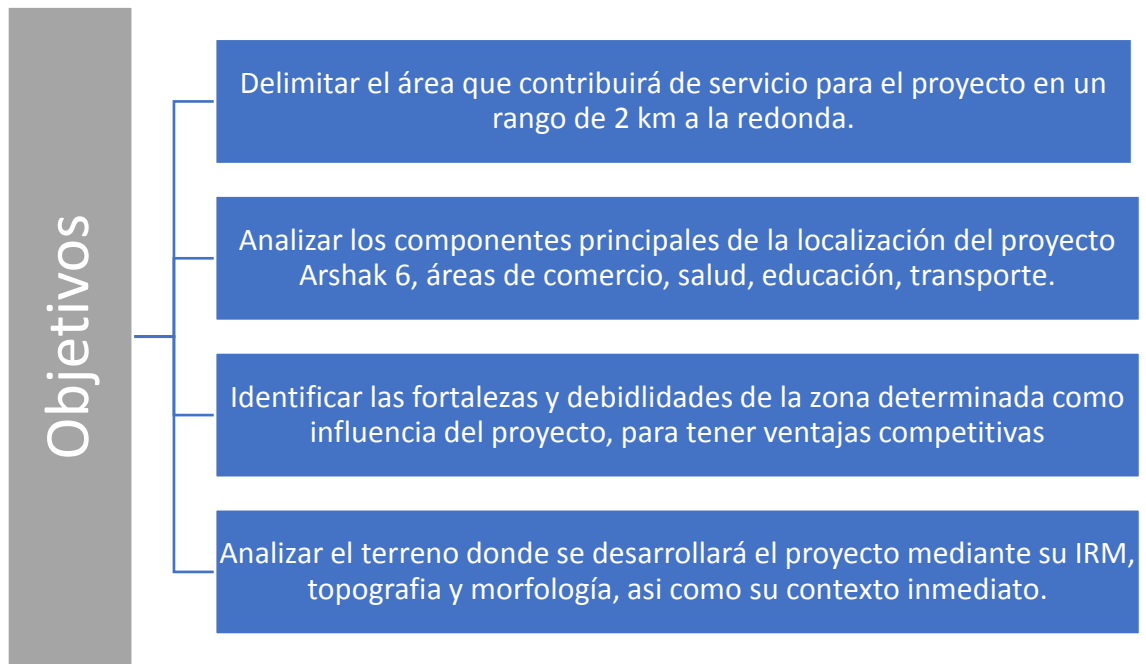 Objetivos
Delimitar el área que contribuirá de servicio para el proyecto en un
rango de 2 km a la redonda.
Analizar los componentes principales de la localización del proyecto
Arshak 6, áreas de comercio, salud, educación, transporte.
Identificar las fortalezas y debidlidades de la zona determinada como
influencia del proyecto, para tener ventajas competitivas
Analizar el terreno donde se desarrollará el proyecto mediante su IRM,
topografia y morfología, asi como su contexto inmediato.